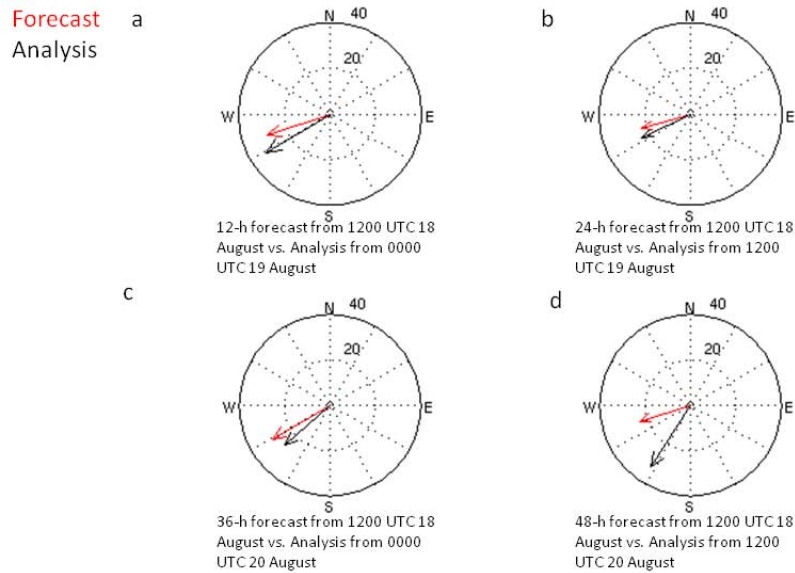 Forecast
Analysis
a
N 40
20
W E
S
12-h forecast from 1200 UTC 18
August vs. Analysis from 0000
UTC 19 August
b
N 40
20
W E
S
24-h forecast from 1200 UTC 18
August vs. Analysis from 1200
UTC 19 August
c
N 40
20
W E
S
36-h forecast from 1200 UTC 18
August vs. Analysis from 0000
UTC 20 August
d
N 40
20
W E
S
48-h forecast from 1200 UTC 18
August vs. Analysis from 1200
UTC 20 August